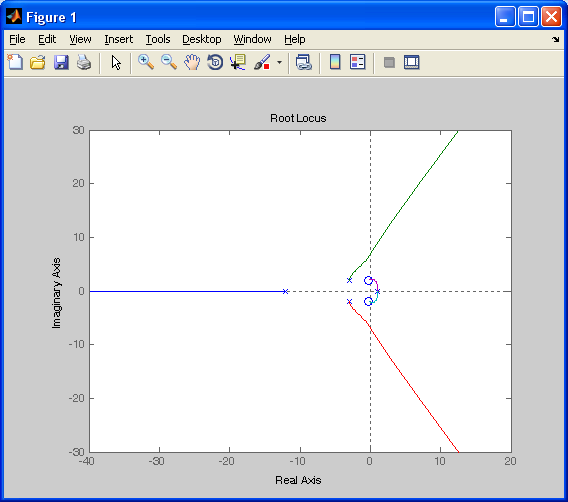 Figure 1
File Edit View Insert Tools Desktop Window Help
Root Locus
30
20
10
0
-10
-20
-30
Imaginary Axis
-40 -30 -20 -10 0 10 20
Real Axis